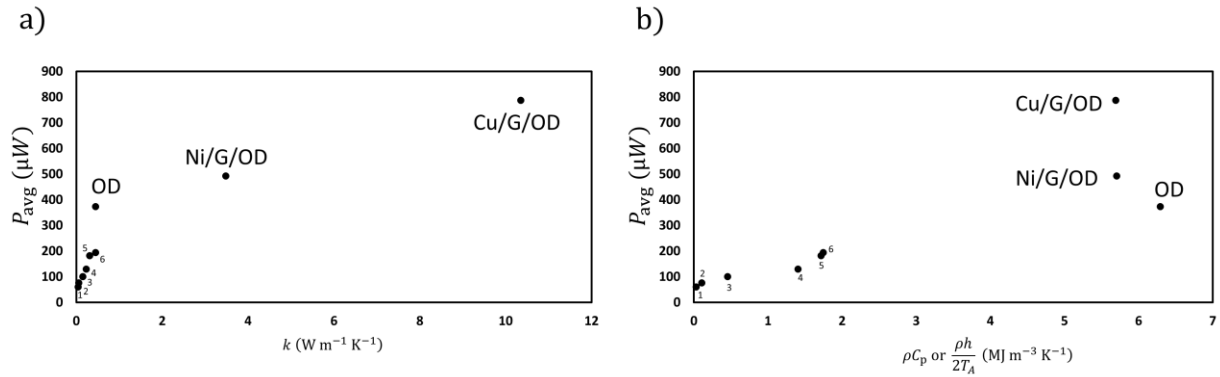 a)
900
800
700
600
500
400
300
200
100
0
P_avg (μW)
OD
Ni/G/OD
Cu/G/OD
5
6
4
3
1 2
0 2 4 6 8 10 12
k (W m⁻¹ K⁻¹)
b)
900
800
700
600
500
400
300
200
100
0
P_avg (μW)
Cu/G/OD
Ni/G/OD
OD
6
5
4
2
3
1
0 1 2 3 4 5 6 7
ρC_p or ρh/2T_A (MJ m⁻³ K⁻¹)